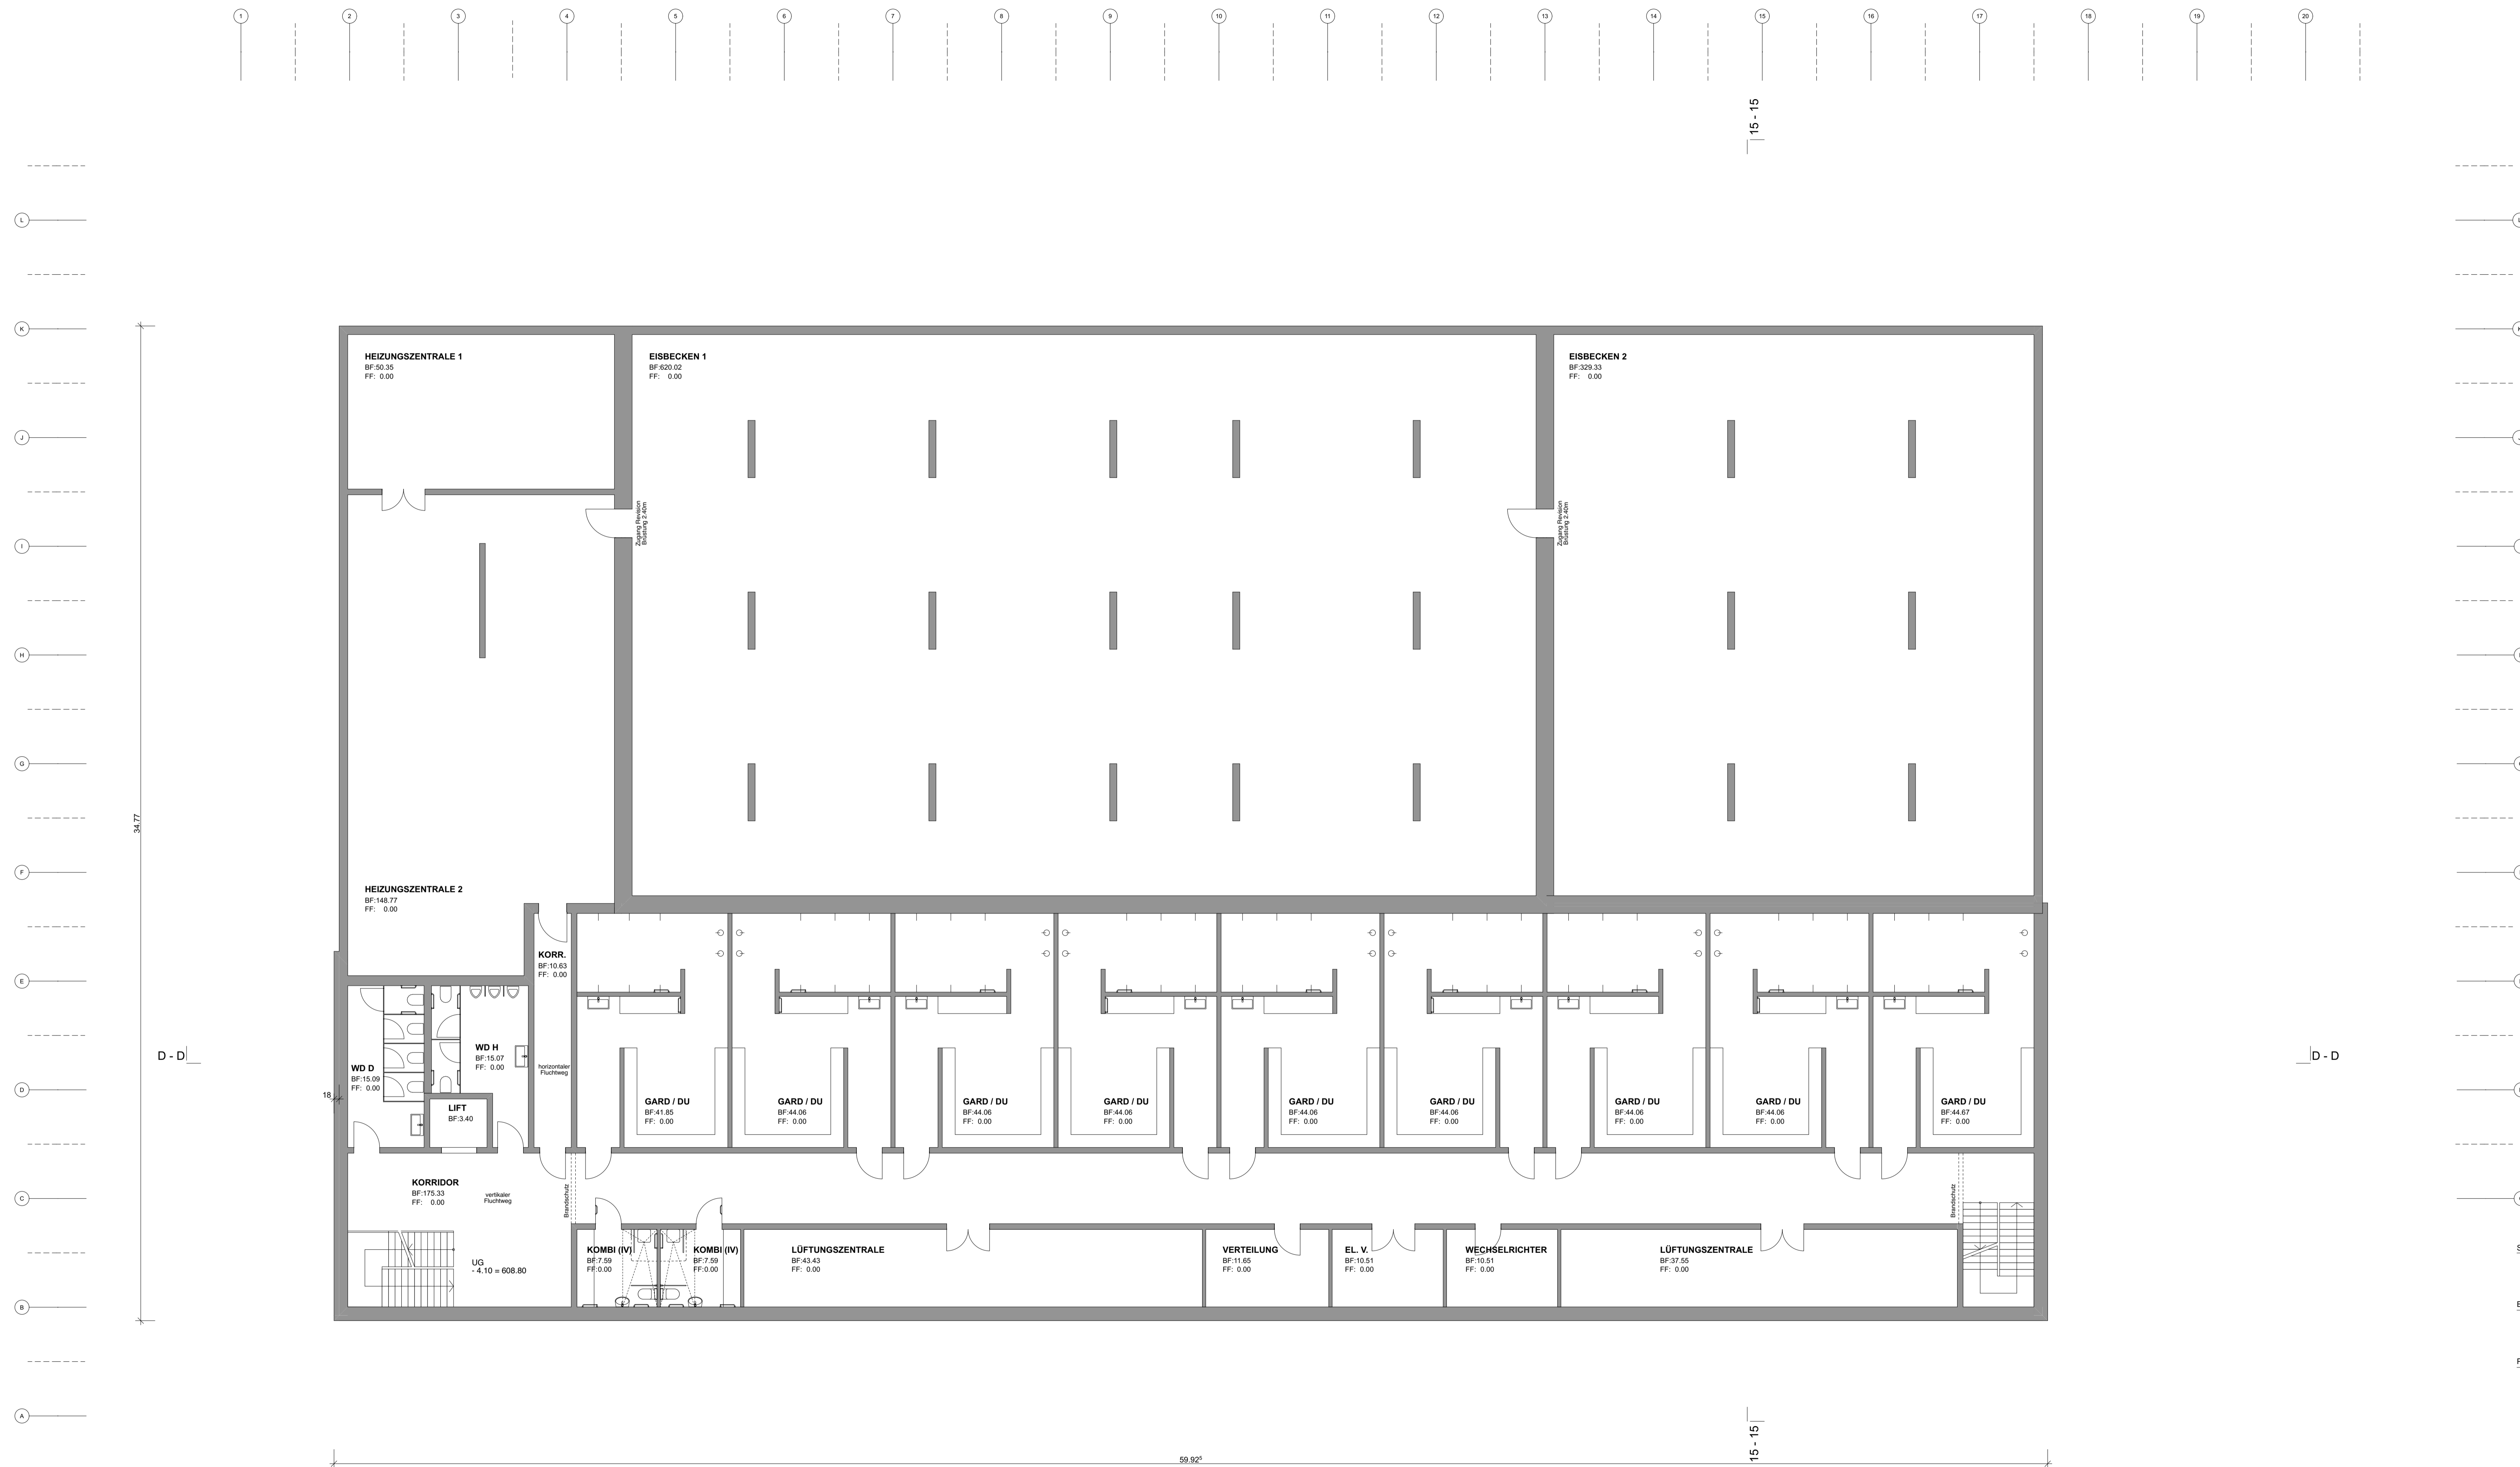 1 2 3 4 5 6 7 8 9 10 11 12 13 14 15 16 17 18 19 20
15 - 15
L
K
J
I
H
G
F
E
D
C
B
A
34.77
HEIZUNGSZENTRALE 1
BF:50.35
FF: 0.00
EISBECKEN 1
BF:620.02
FF: 0.00
EISBECKEN 2
BF:329.33
FF: 0.00
Zugang Revision
Brüstung 2.40m
Zugang Revision
Brüstung 2.40m
HEIZUNGSZENTRALE 2
BF:148.77
FF: 0.00
KORR.
BF:10.63
FF: 0.00
D - D
D - D
WD H
BF:15.07
FF: 0.00
WD D
BF:15.09
FF: 0.00
horizontaler
Fluchtweg
18
LIFT
BF:3.40
GARD / DU
BF:41.85
FF: 0.00
GARD / DU
BF:44.06
FF: 0.00
GARD / DU
BF:44.06
FF: 0.00
GARD / DU
BF:44.06
FF: 0.00
GARD / DU
BF:44.06
FF: 0.00
GARD / DU
BF:44.06
FF: 0.00
GARD / DU
BF:44.06
FF: 0.00
GARD / DU
BF:44.06
FF: 0.00
GARD / DU
BF:44.67
FF: 0.00
KORRIDOR
BF:175.33
FF: 0.00
vertikaler
Fluchtweg
Brandschutz
Brandschutz
UG
- 4.10 = 608.80
KOMBI (IV)
BF:7.59
FF:0.00
KOMBI (IV)
BF:7.59
FF:0.00
LÜFTUNGSZENTRALE
BF:43.43
FF: 0.00
VERTEILUNG
BF:11.65
FF: 0.00
EL. V.
BF:10.51
FF: 0.00
WECHSELRICHTER
BF:10.51
FF: 0.00
LÜFTUNGSZENTRALE
BF:37.55
FF: 0.00
15 - 15
59.92⁵